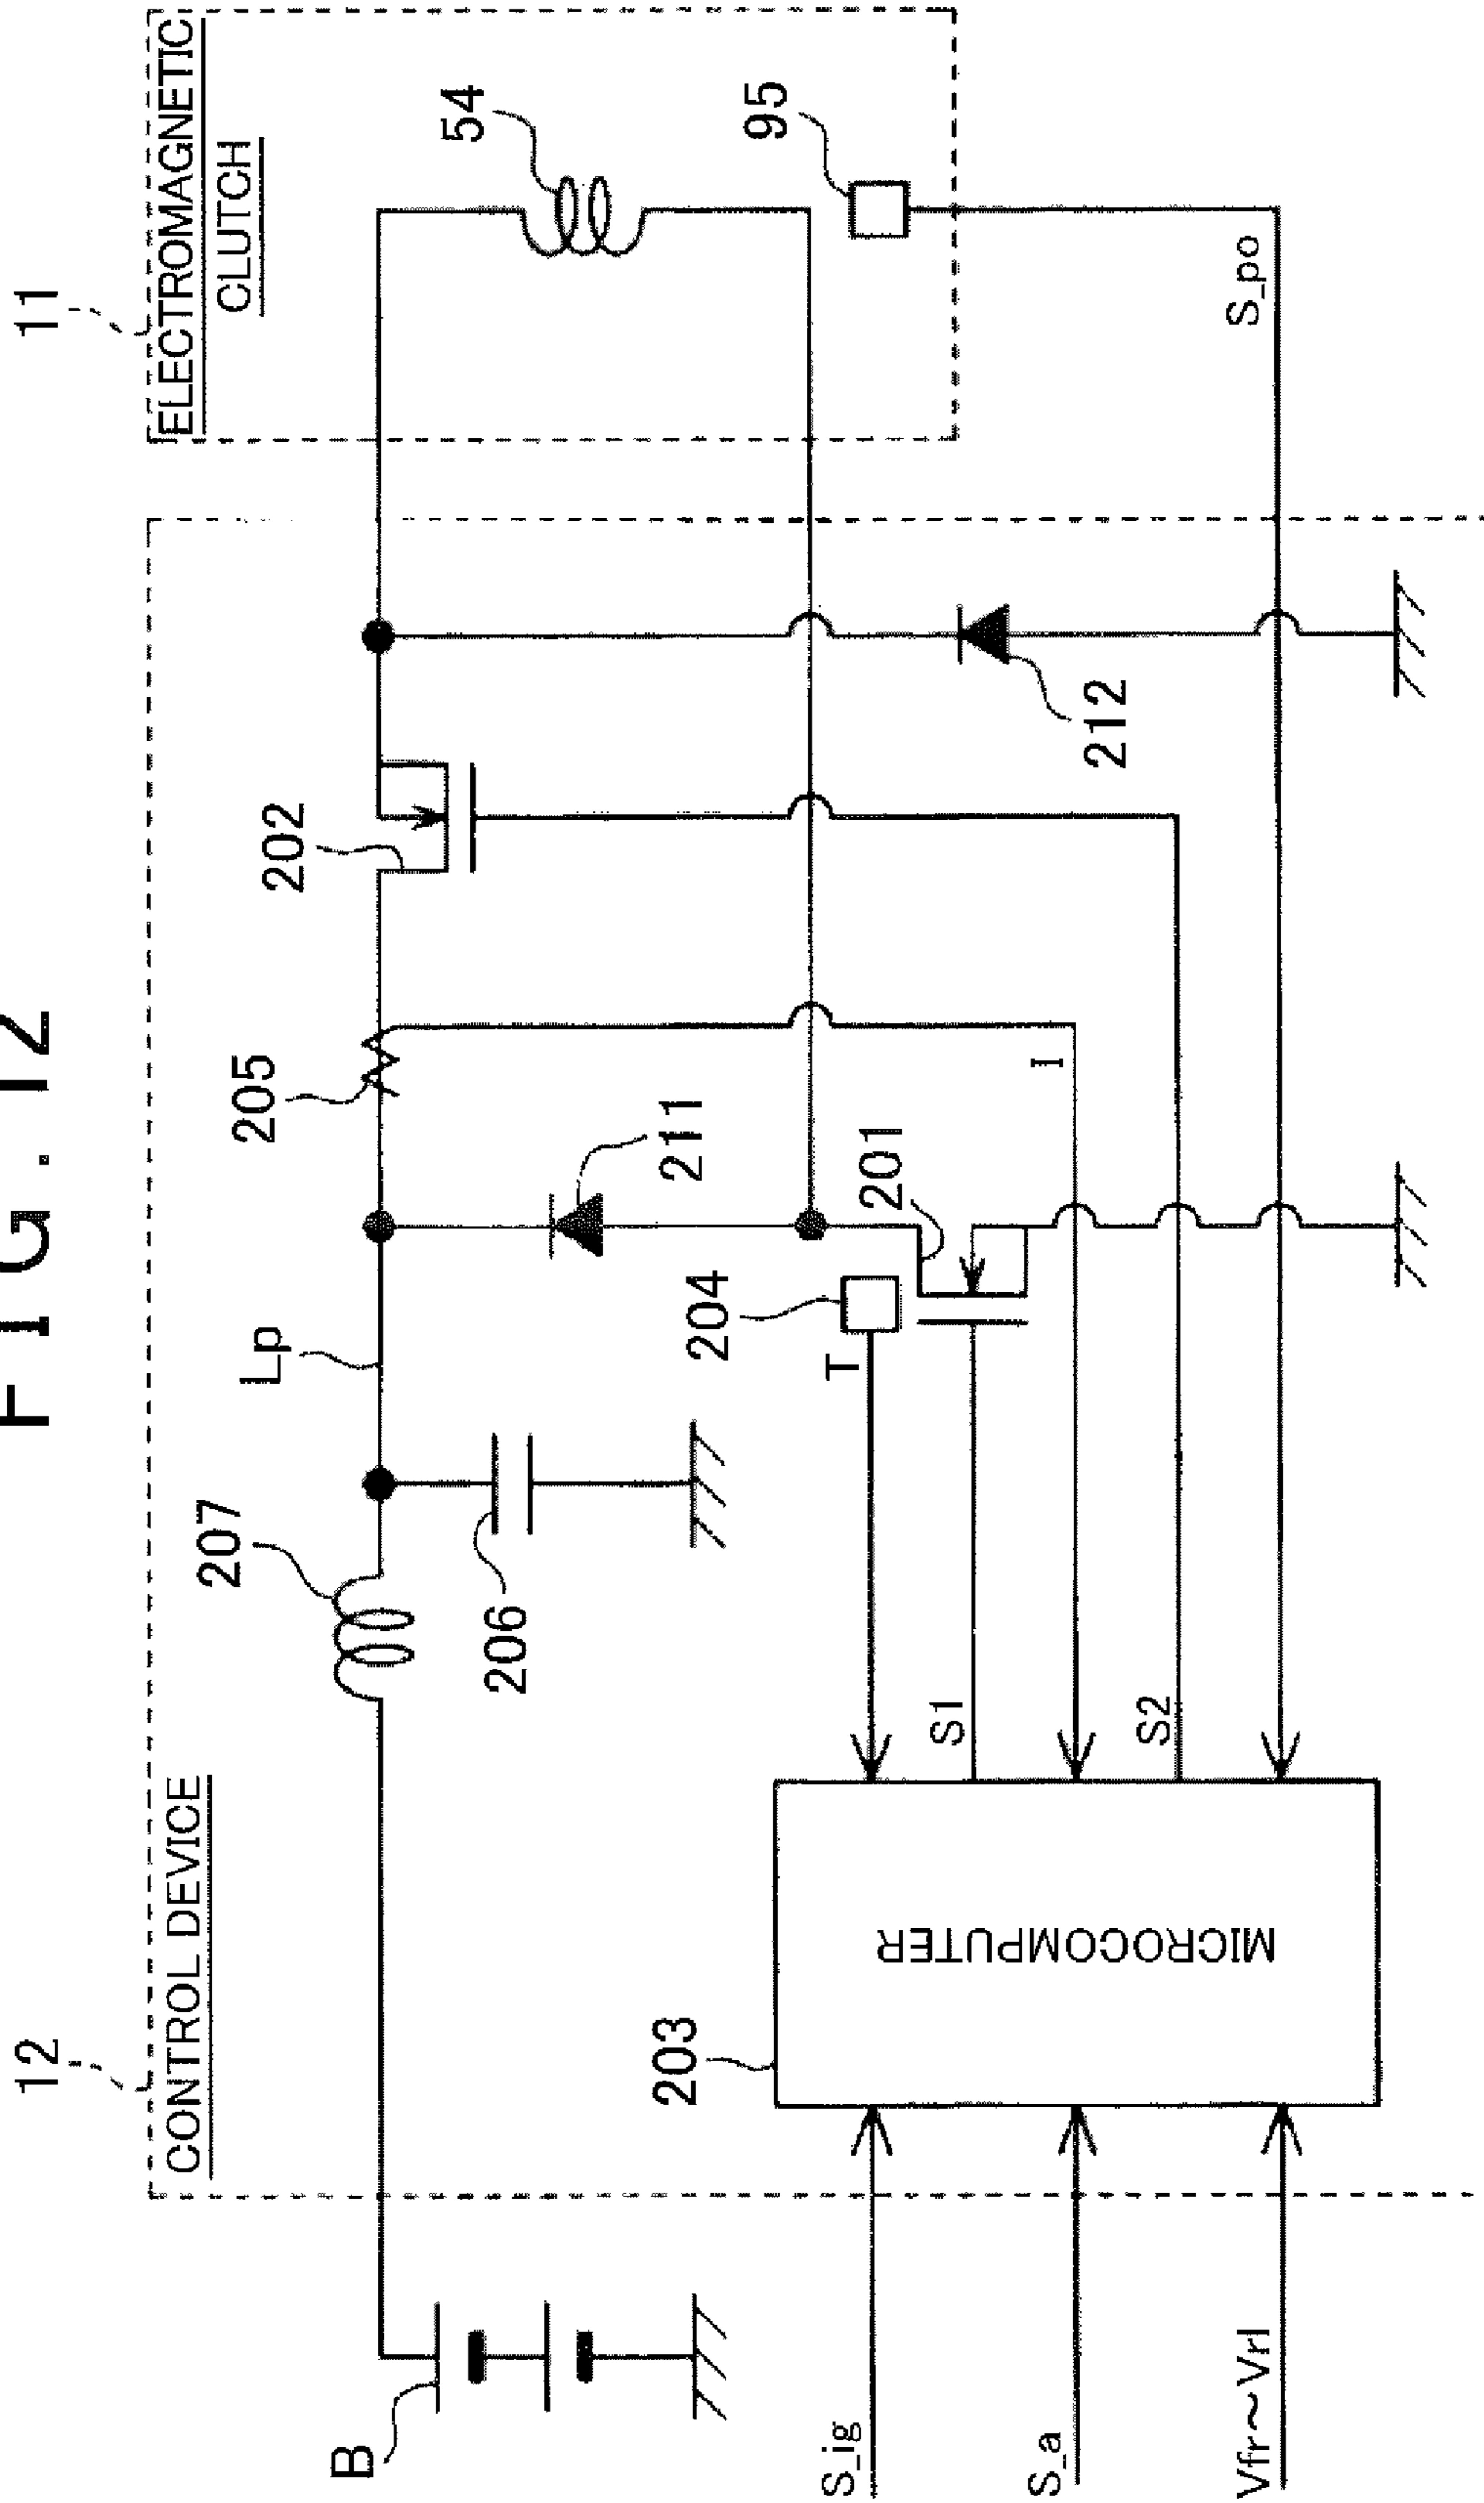 FIG. 12
12
11
CONTROL DEVICE
ELECTROMAGNETIC
CLUTCH
207
Lp
205
202
54
B
206
211
95
204
T
201
212
203
MICROCOMPUTER
S1
I
S2
S_po
S_ig
S_a
Vfr~Vrl